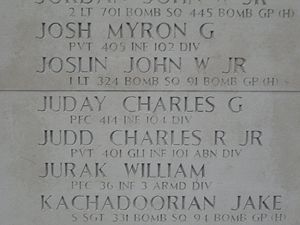 JORDAN JOHN W JR
2 LT 701 BOMB SQ 445 BOMB GP (H)
JOSH MYRON G
PVT 405 INF 102 DIV
JOSLIN JOHN W JR
1 LT 324 BOMB SQ 91 BOMB GP (H)
JUDAY CHARLES G
PFC 414 INF 104 DIV
JUDD CHARLES R JR
PVT 401 GLI INF 101 ABN DIV
JURAK WILLIAM
PFC 36 INF 3 ARMD DIV
KACHADOORIAN JAKE
S SGT 331 BOMB SQ 94 BOMB GP (H)